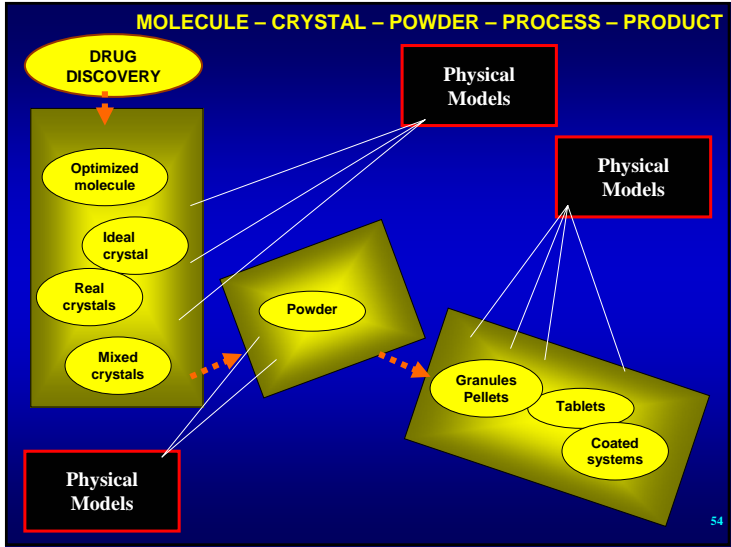 MOLECULE – CRYSTAL – POWDER – PROCESS – PRODUCT
DRUG
DISCOVERY
Physical
Models
Physical
Models
Optimized
molecule
Ideal
crystal
Real
crystals
Powder
Mixed
crystals
Granules
Pellets
Tablets
Coated
systems
Physical
Models
54